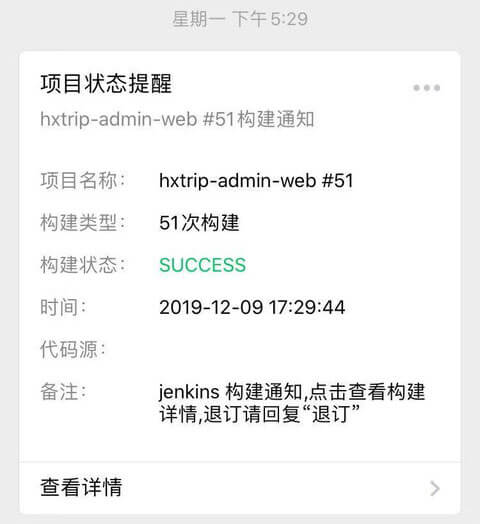 星期一 下午5:29
项目状态提醒
hxtrip-admin-web #51构建通知
项目名称： hxtrip-admin-web #51
构建类型： 51次构建
构建状态： SUCCESS
时间： 2019-12-09 17:29:44
代码源：
备注： jenkins 构建通知,点击查看构建
详情,退订请回复“退订”
查看详情